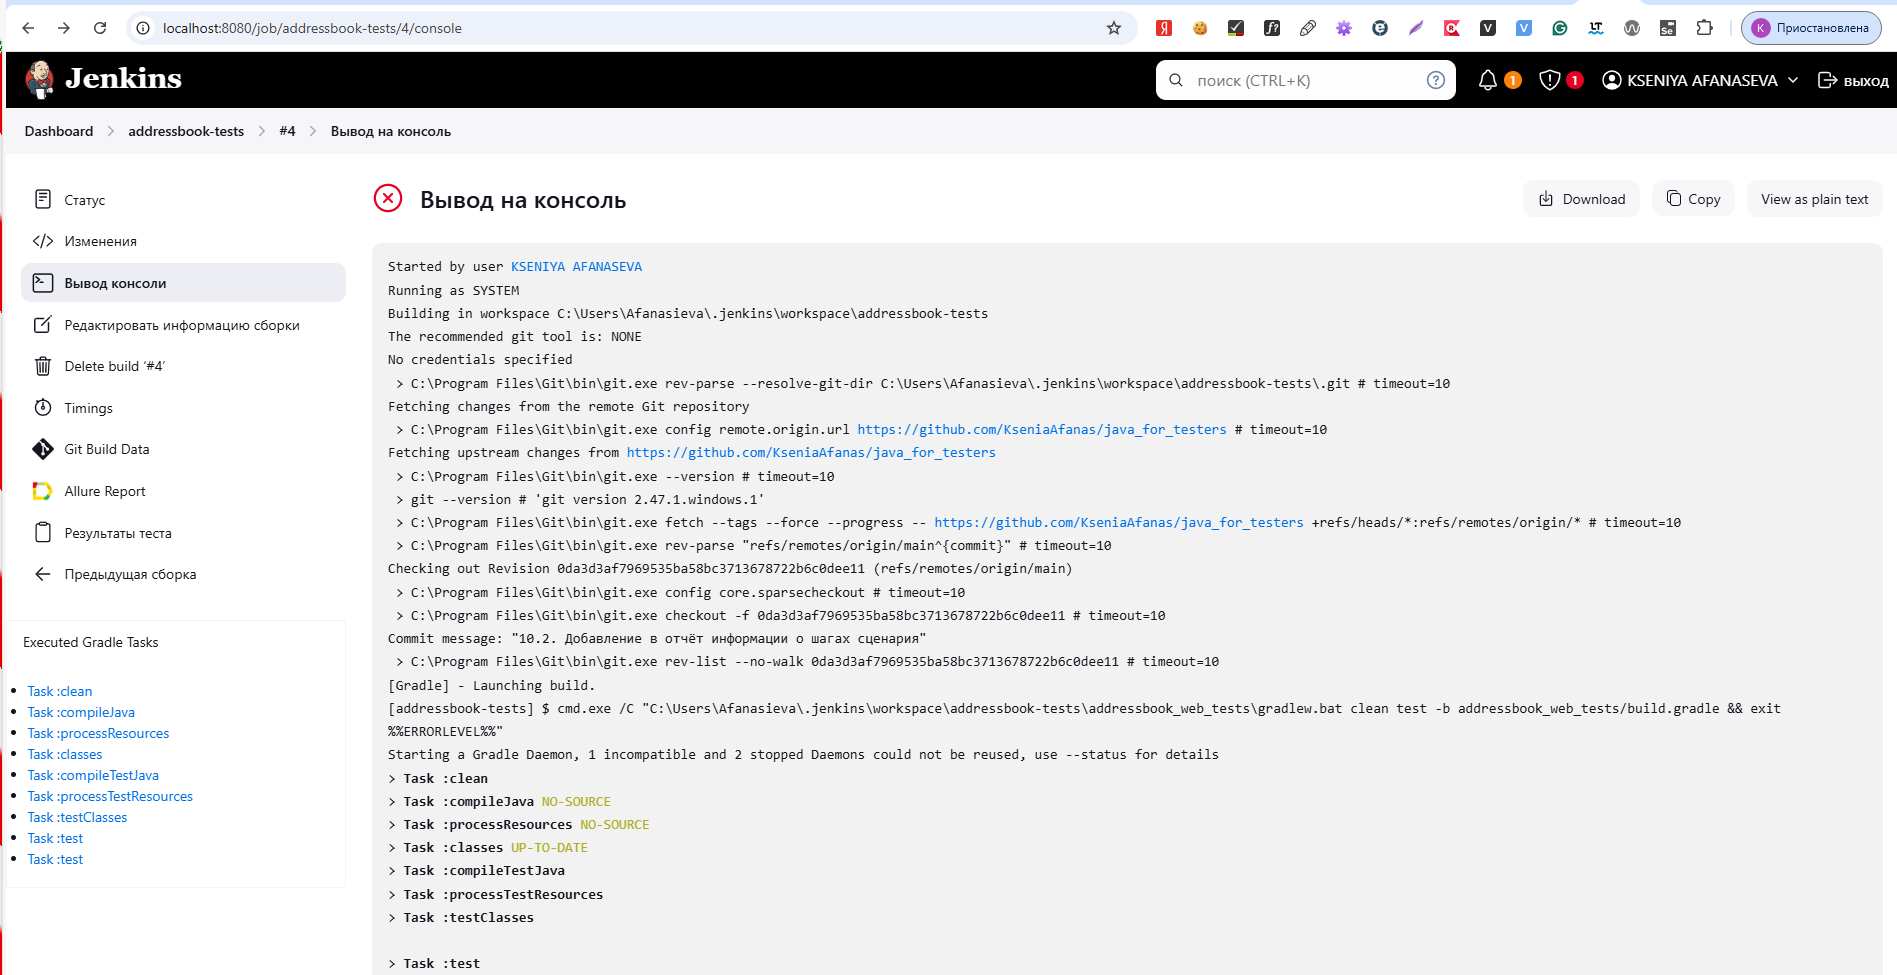 localhost:8080/job/addressbook-tests/4/console
Приостановлена
Jenkins
поиск (CTRL+K)
1
1
KSENIYA AFANASEVA
выход
Dashboard
addressbook-tests
#4
Вывод на консоль
Статус
Изменения
Вывод консоли
Редактировать информацию сборки
Delete build ‘#4’
Timings
Git Build Data
Allure Report
Результаты теста
Предыдущая сборка
Executed Gradle Tasks
Task :clean
Task :compileJava
Task :processResources
Task :classes
Task :compileTestJava
Task :processTestResources
Task :testClasses
Task :test
Task :test
Вывод на консоль
Download
Copy
View as plain text
Started by user KSENIYA AFANASEVA
Running as SYSTEM
Building in workspace C:\Users\Afanasieva\.jenkins\workspace\addressbook-tests
The recommended git tool is: NONE
No credentials specified
> C:\Program Files\Git\bin\git.exe rev-parse --resolve-git-dir C:\Users\Afanasieva\.jenkins\workspace\addressbook-tests\.git # timeout=10
Fetching changes from the remote Git repository
> C:\Program Files\Git\bin\git.exe config remote.origin.url https://github.com/KseniaAfanas/java_for_testers # timeout=10
Fetching upstream changes from https://github.com/KseniaAfanas/java_for_testers
> C:\Program Files\Git\bin\git.exe --version # timeout=10
> git --version # 'git version 2.47.1.windows.1'
> C:\Program Files\Git\bin\git.exe fetch --tags --force --progress -- https://github.com/KseniaAfanas/java_for_testers +refs/heads/*:refs/remotes/origin/* # timeout=10
> C:\Program Files\Git\bin\git.exe rev-parse "refs/remotes/origin/main^{commit}" # timeout=10
Checking out Revision 0da3d3af7969535ba58bc3713678722b6c0dee11 (refs/remotes/origin/main)
> C:\Program Files\Git\bin\git.exe config core.sparsecheckout # timeout=10
> C:\Program Files\Git\bin\git.exe checkout -f 0da3d3af7969535ba58bc3713678722b6c0dee11 # timeout=10
Commit message: "10.2. Добавление в отчёт информации о шагах сценария"
> C:\Program Files\Git\bin\git.exe rev-list --no-walk 0da3d3af7969535ba58bc3713678722b6c0dee11 # timeout=10
[Gradle] - Launching build.
[addressbook-tests] $ cmd.exe /C "C:\Users\Afanasieva\.jenkins\workspace\addressbook-tests\addressbook_web_tests\gradlew.bat clean test -b addressbook_web_tests/build.gradle && exit
%%ERRORLEVEL%%"
Starting a Gradle Daemon, 1 incompatible and 2 stopped Daemons could not be reused, use --status for details
> Task :clean
> Task :compileJava NO-SOURCE
> Task :processResources NO-SOURCE
> Task :classes UP-TO-DATE
> Task :compileTestJava
> Task :processTestResources
> Task :testClasses
> Task :test